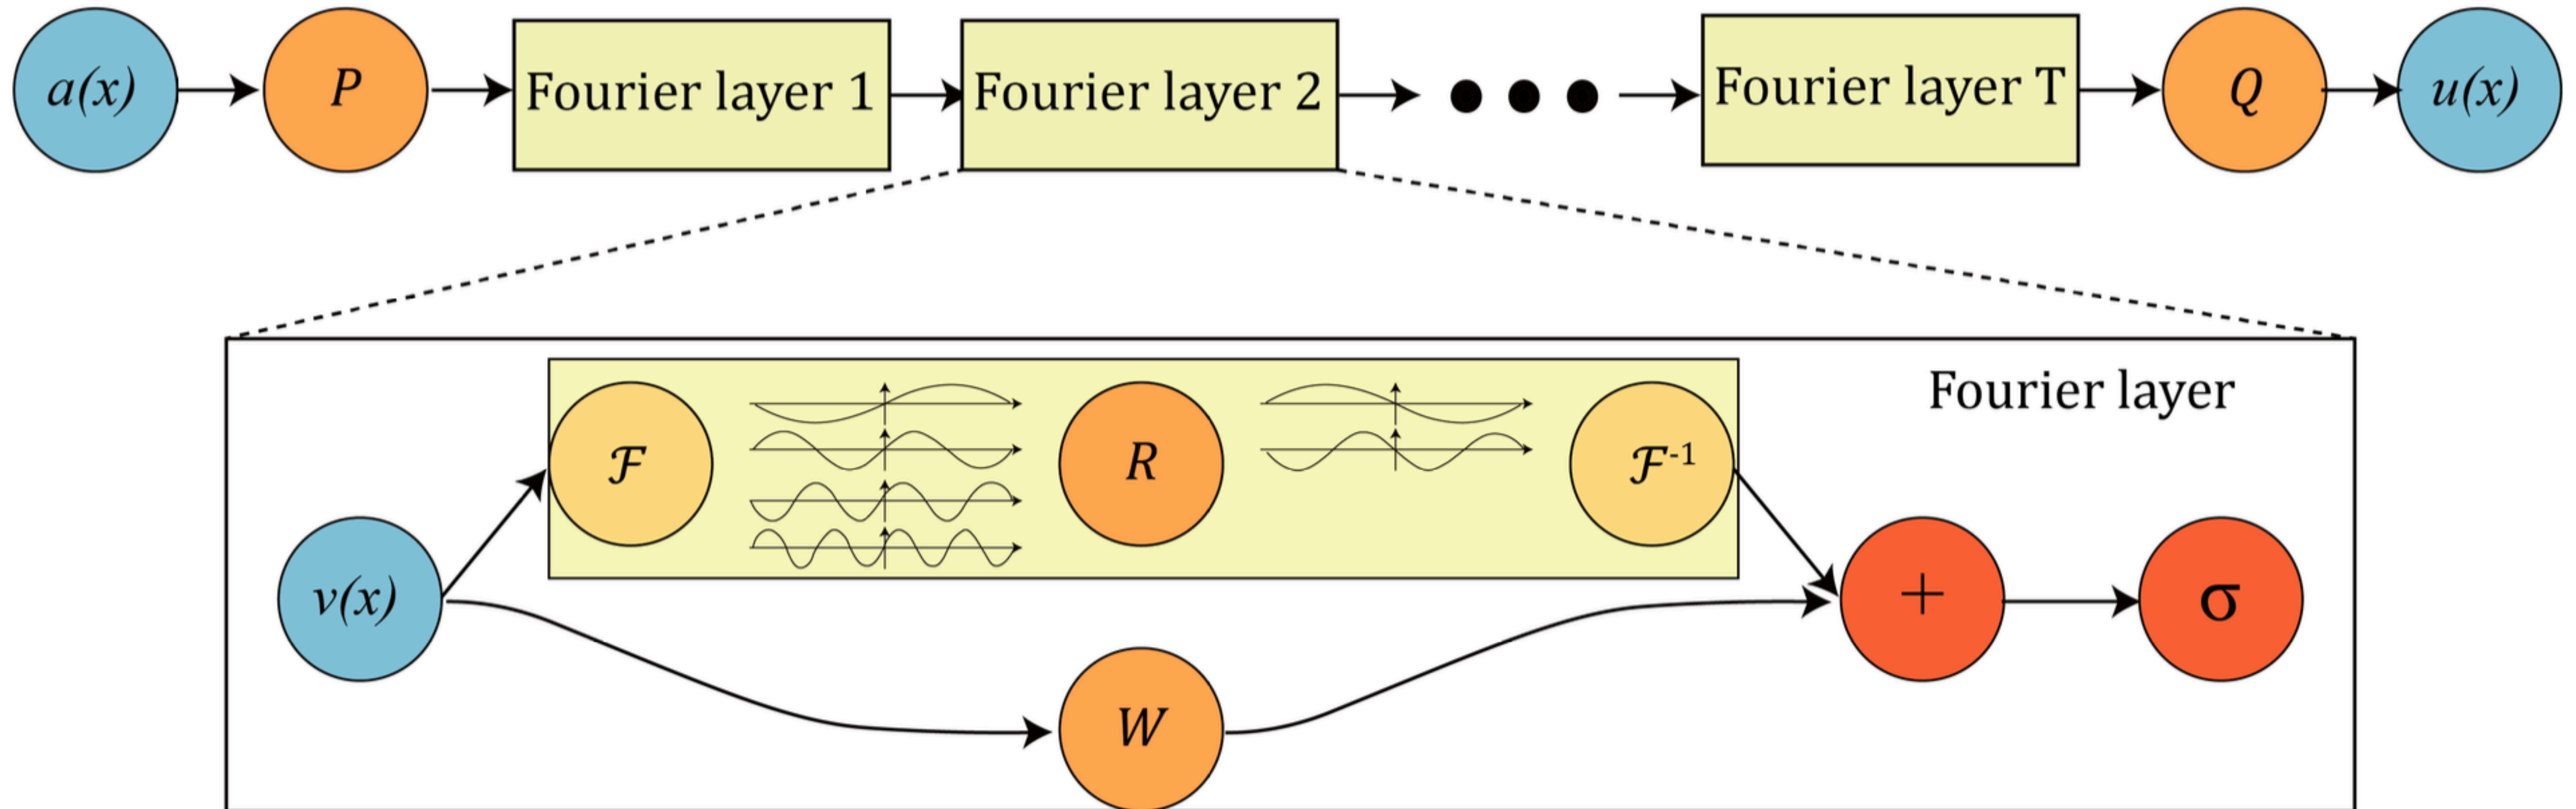 a(x)
P
Fourier layer 1
Fourier layer 2
Fourier layer T
Q
u(x)
Fourier layer
v(x)
ℱ
R
ℱ⁻¹
W
+
σ